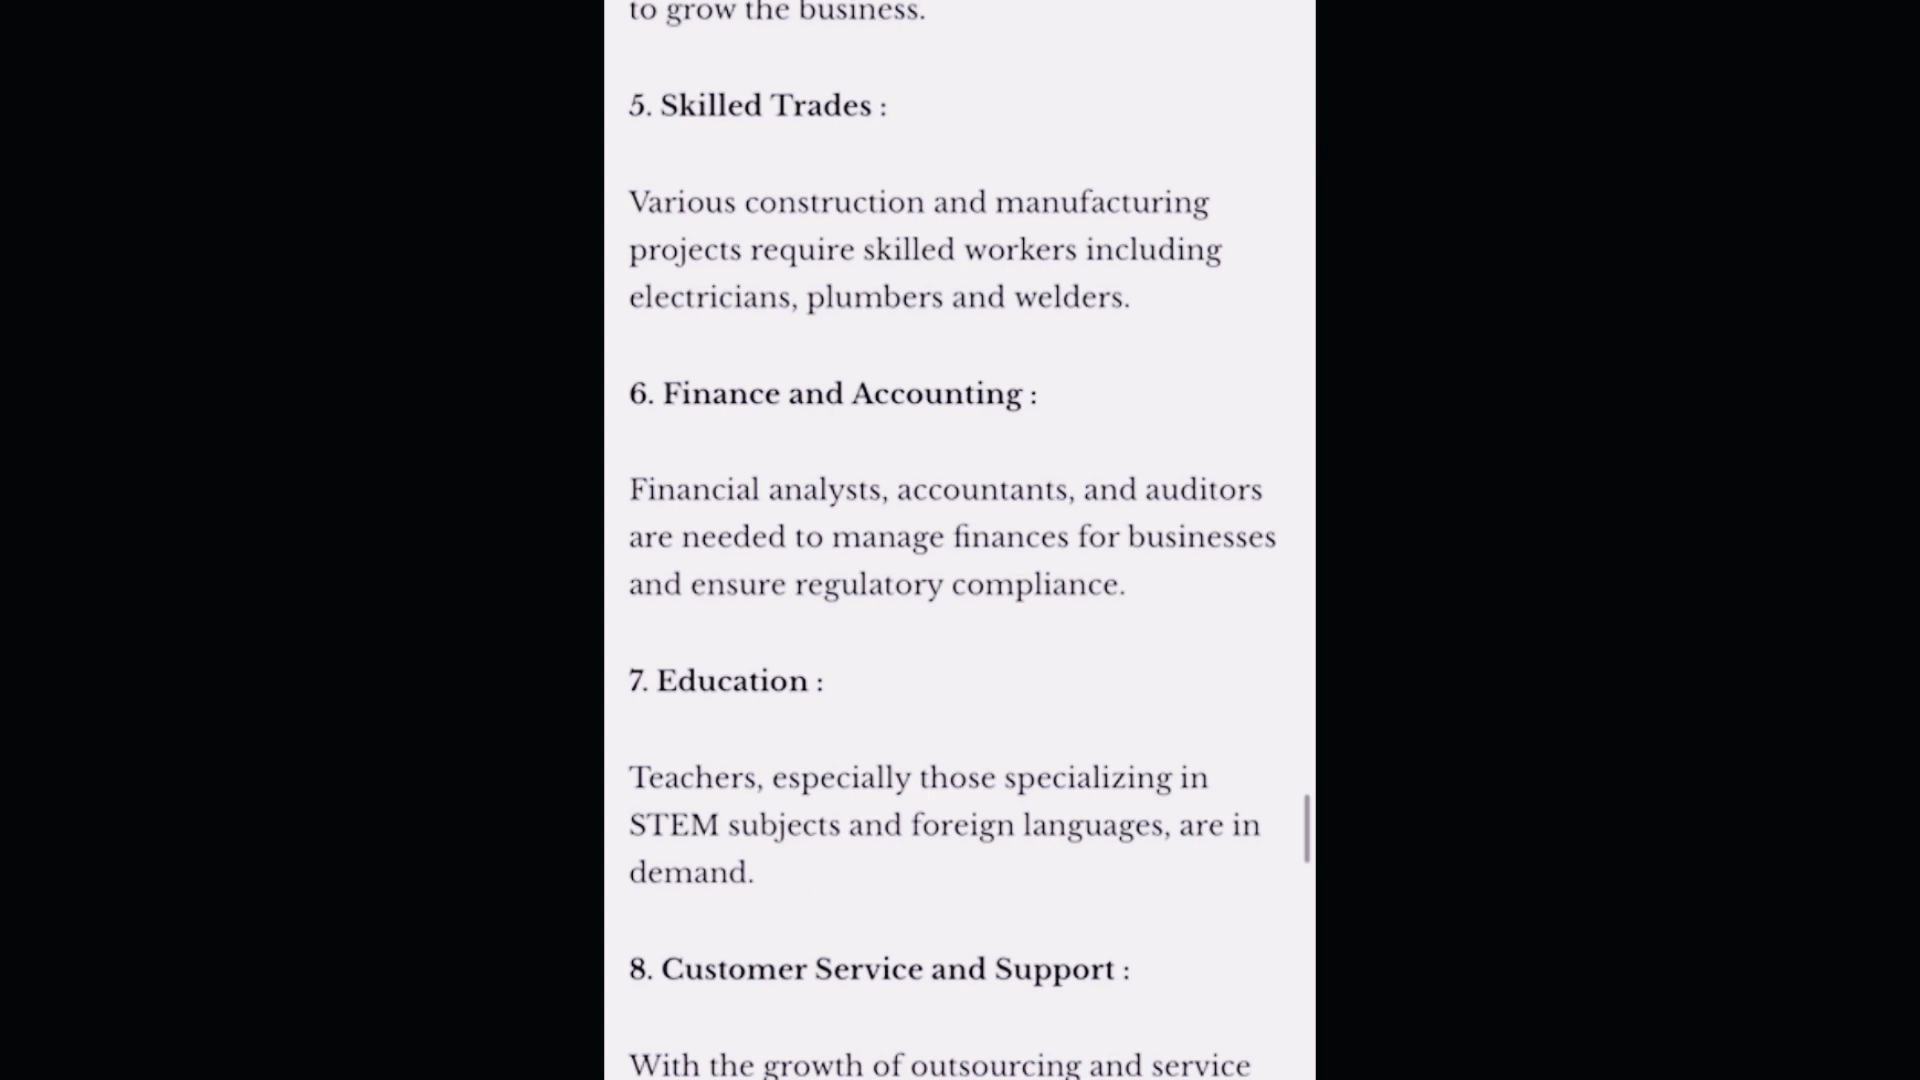 to grow the business.
5. Skilled Trades :
Various construction and manufacturing
projects require skilled workers including
electricians, plumbers and welders.
6. Finance and Accounting :
Financial analysts, accountants, and auditors
are needed to manage finances for businesses
and ensure regulatory compliance.
7. Education :
Teachers, especially those specializing in
STEM subjects and foreign languages, are in
demand.
8. Customer Service and Support :
With the growth of outsourcing and service